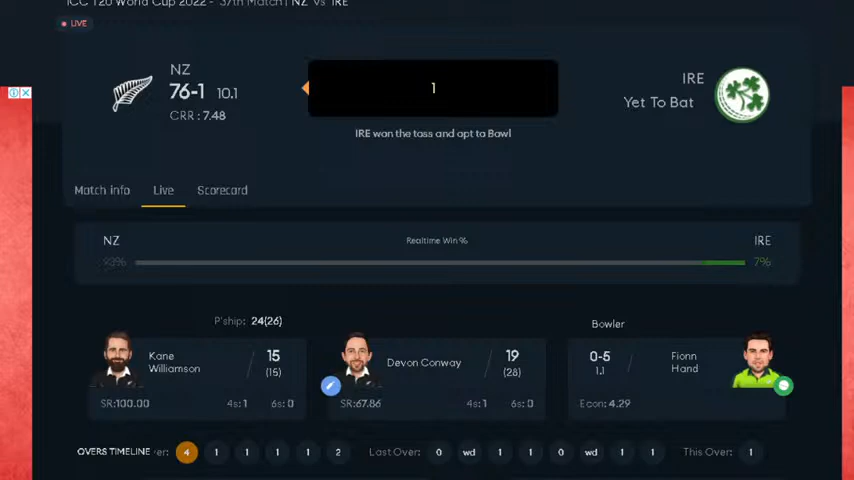 ICC T20 World Cup 2022 - 37th Match | NZ Vs IRE
LIVE
NZ
76-1 10.1
CRR : 7.48
1
IRE won the toss and opt to Bowl
IRE
Yet To Bat
Match info Live Scorecard
NZ Realtime Win % IRE
93% 7%
P'ship: 24(26)
Bowler
Kane Williamson 15 (15)
SR:100.00 4s: 1 6s: 0
Devon Conway 19 (28)
SR:67.86 4s: 1 6s: 0
0-5 1.1 Fionn Hand
Econ: 4.29
OVERS TIMELINE er: 4 1 1 1 1 2 Last Over: 0 wd 1 1 0 wd 1 1 This Over: 1